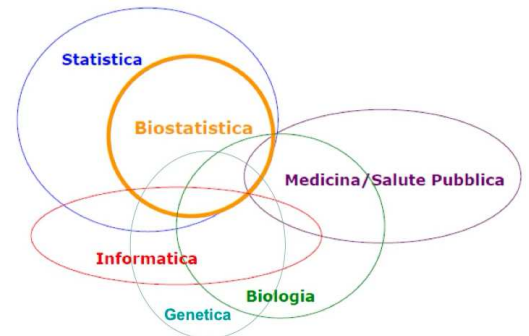 Statistica
Biostatistica
Medicina/Salute Pubblica
Informatica
Biologia
Genetica